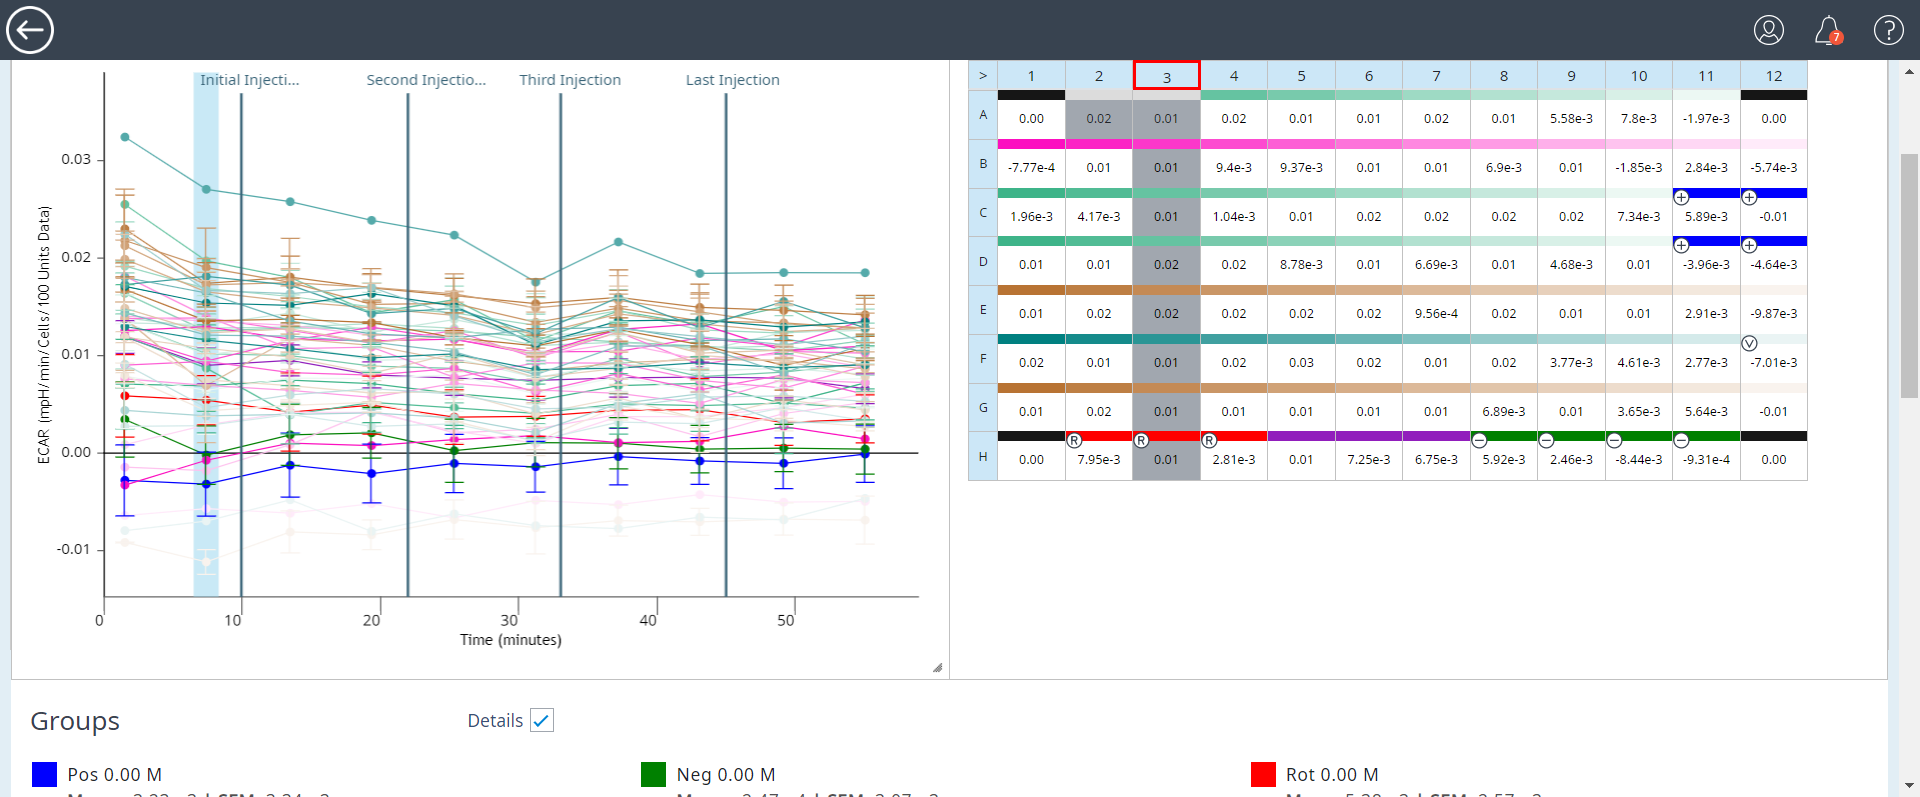 7
?
Initial Injecti... Second Injectio... Third Injection Last Injection
ECAR (mpH/min/Cells/100 Units Data)
0.03
0.02
0.01
0.00
-0.01
0 10 20 30 40 50
Time (minutes)
> 1 2 3 4 5 6 7 8 9 10 11 12
A 0.00 0.02 0.01 0.02 0.01 0.01 0.02 0.01 5.58e-3 7.8e-3 -1.97e-3 0.00
B -7.77e-4 0.01 0.01 9.4e-3 9.37e-3 0.01 0.01 6.9e-3 0.01 -1.85e-3 2.84e-3 -5.74e-3
+ +
C 1.96e-3 4.17e-3 0.01 1.04e-3 0.01 0.02 0.02 0.02 0.02 7.34e-3 5.89e-3 -0.01
+ +
D 0.01 0.01 0.02 0.02 8.78e-3 0.01 6.69e-3 0.01 4.68e-3 0.01 -3.96e-3 -4.64e-3
E 0.01 0.02 0.02 0.02 0.02 0.02 9.56e-4 0.02 0.01 0.01 2.91e-3 -9.87e-3
V
F 0.02 0.01 0.01 0.02 0.03 0.02 0.01 0.02 3.77e-3 4.61e-3 2.77e-3 -7.01e-3
G 0.01 0.02 0.01 0.01 0.01 0.01 0.01 6.89e-3 0.01 3.65e-3 5.64e-3 -0.01
R R R − − − −
H 0.00 7.95e-3 0.01 2.81e-3 0.01 7.25e-3 6.75e-3 5.92e-3 2.46e-3 -8.44e-3 -9.31e-4 0.00
Groups Details
Pos 0.00 M Neg 0.00 M Rot 0.00 M